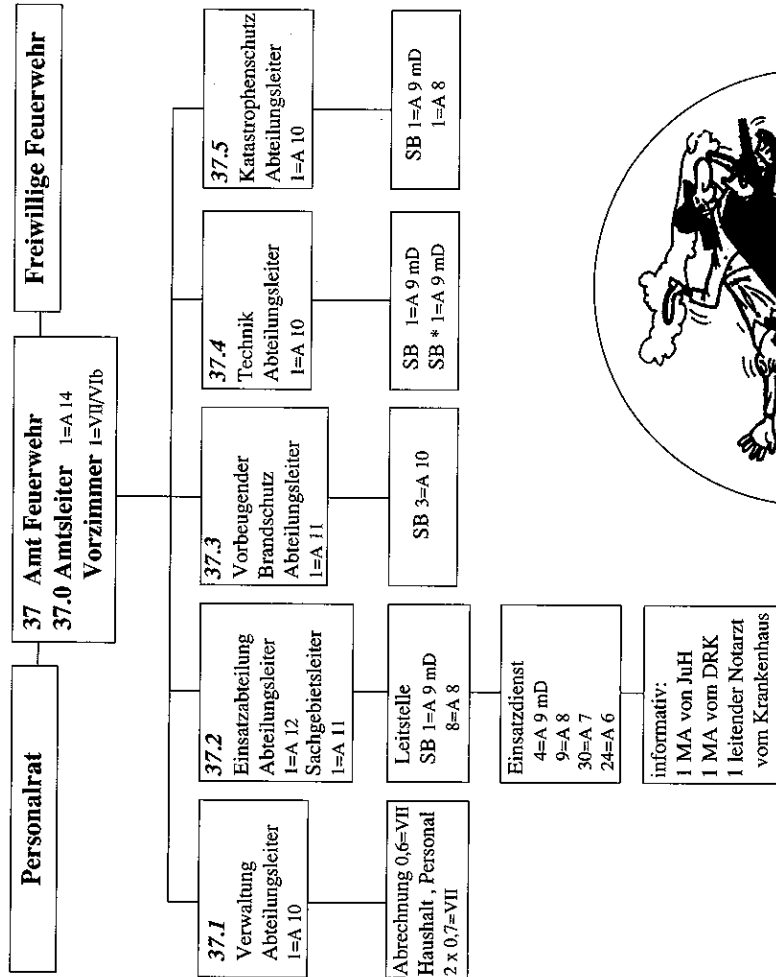 Personalrat
37 Amt Feuerwehr
37.0 Amtsleiter 1=A 14
Vorzimmer 1=VII/VIb
Freiwillige Feuerwehr
37.1
Verwaltung
Abteilungsleiter
1=A 10
Abrechnung 0,6=VII
Haushalt , Personal
2 x 0,7=VII
37.2
Einsatzabteilung
Abteilungsleiter
1=A 12
Sachgebietsleiter
1=A 11
Leitstelle
SB 1=A 9 mD
8=A 8
Einsatzdienst
4=A 9 mD
9=A 8
30=A 7
24=A 6
informativ:
1 MA von JuH
1 MA vom DRK
1 leitender Notarzt
vom Krankenhaus
37.3
Vorbeugender
Brandschutz
Abteilungsleiter
1=A 11
SB 3=A 10
37.4
Technik
Abteilungsleiter
1=A 10
SB 1=A 9 mD
SB * 1=A 9 mD
37.5
Katastrophenschutz
Abteilungsleiter
1=A 10
SB 1=A 9 mD
1=A 8